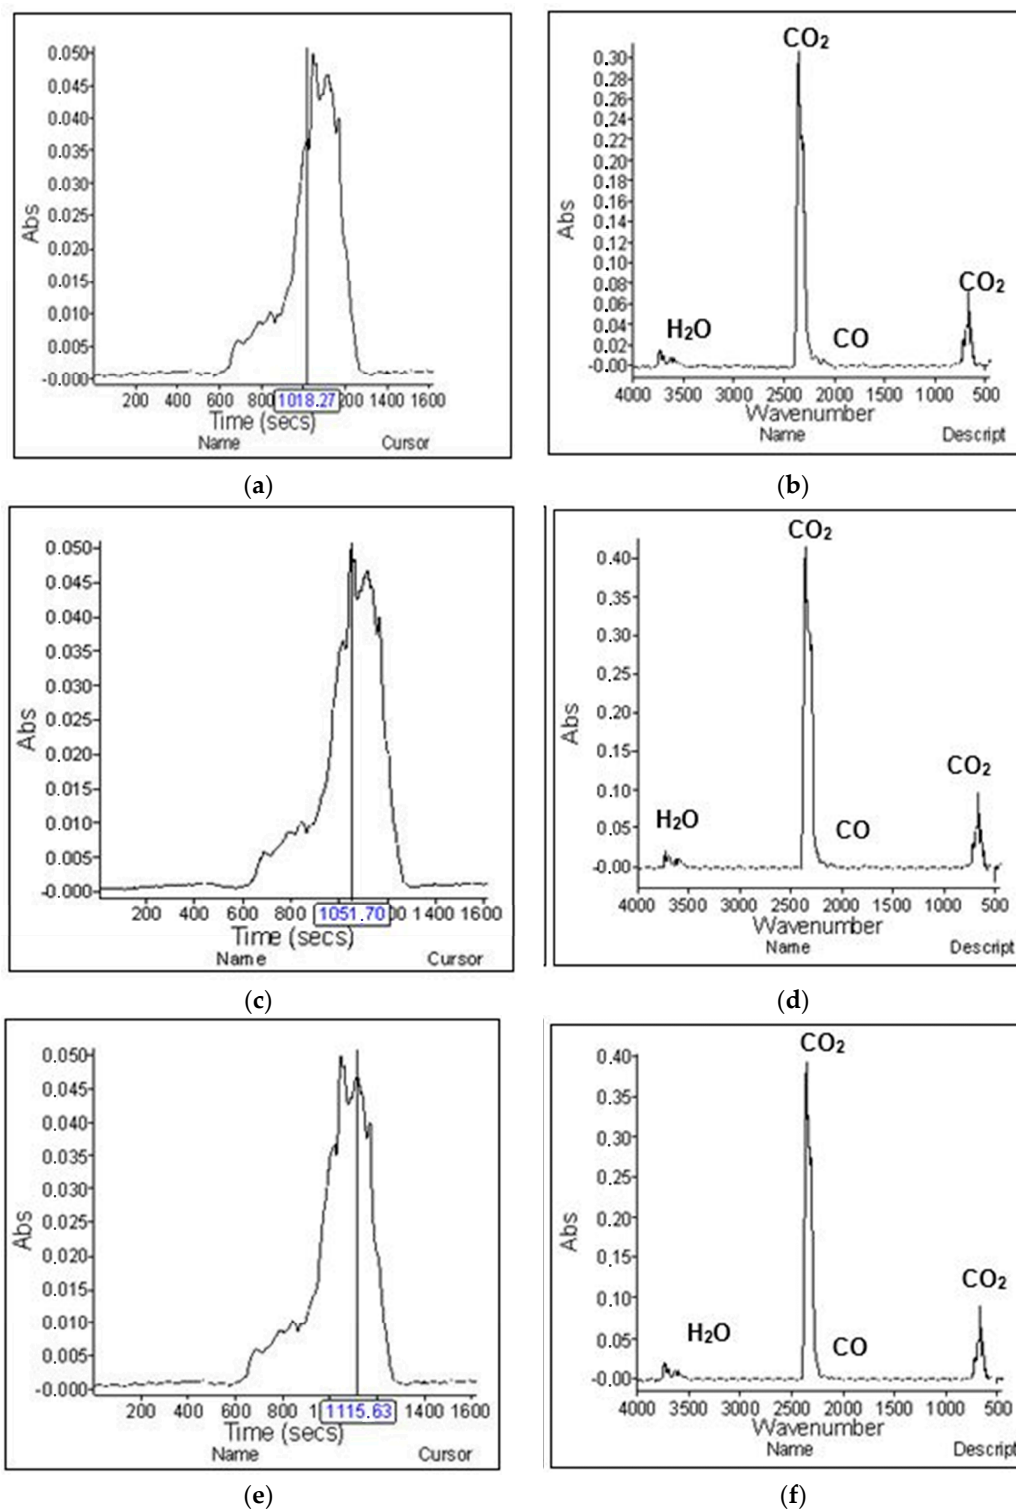 0.050
0.045
0.040
0.035
0.030
0.025
0.020
0.015
0.010
0.005
-0.000
Abs
200 400 600 800 1018.27 1400 1600
Time (secs)
Name Cursor
(a)
CO₂
0.30
0.28
0.26
0.24
0.22
0.20
0.18
0.16
0.14
0.12
0.10
0.08
0.06
0.04
0.02
-0.00
Abs
H₂O
CO
CO₂
4000 3500 3000 2500 2000 1500 1000 500
Wavenumber
Name Descript
(b)
0.050
0.045
0.040
0.035
0.030
0.025
0.020
0.015
0.010
0.005
-0.000
Abs
200 400 600 800 1051.70 1400 1600
Time (secs)
Name Cursor
(c)
CO₂
0.40
0.35
0.30
0.25
0.20
0.15
0.10
0.05
-0.00
Abs
H₂O
CO
CO₂
4000 3500 3000 2500 2000 1500 1000 500
Wavenumber
Name Descript
(d)
0.050
0.045
0.040
0.035
0.030
0.025
0.020
0.015
0.010
0.005
-0.000
Abs
200 400 600 800 1115.63 1400 1600
Time (secs)
Name Cursor
(e)
CO₂
0.40
0.35
0.30
0.25
0.20
0.15
0.10
0.05
-0.00
Abs
H₂O
CO
CO₂
4000 3500 3000 2500 2000 1500 1000 500
Wavenumber
Name Descript
(f)